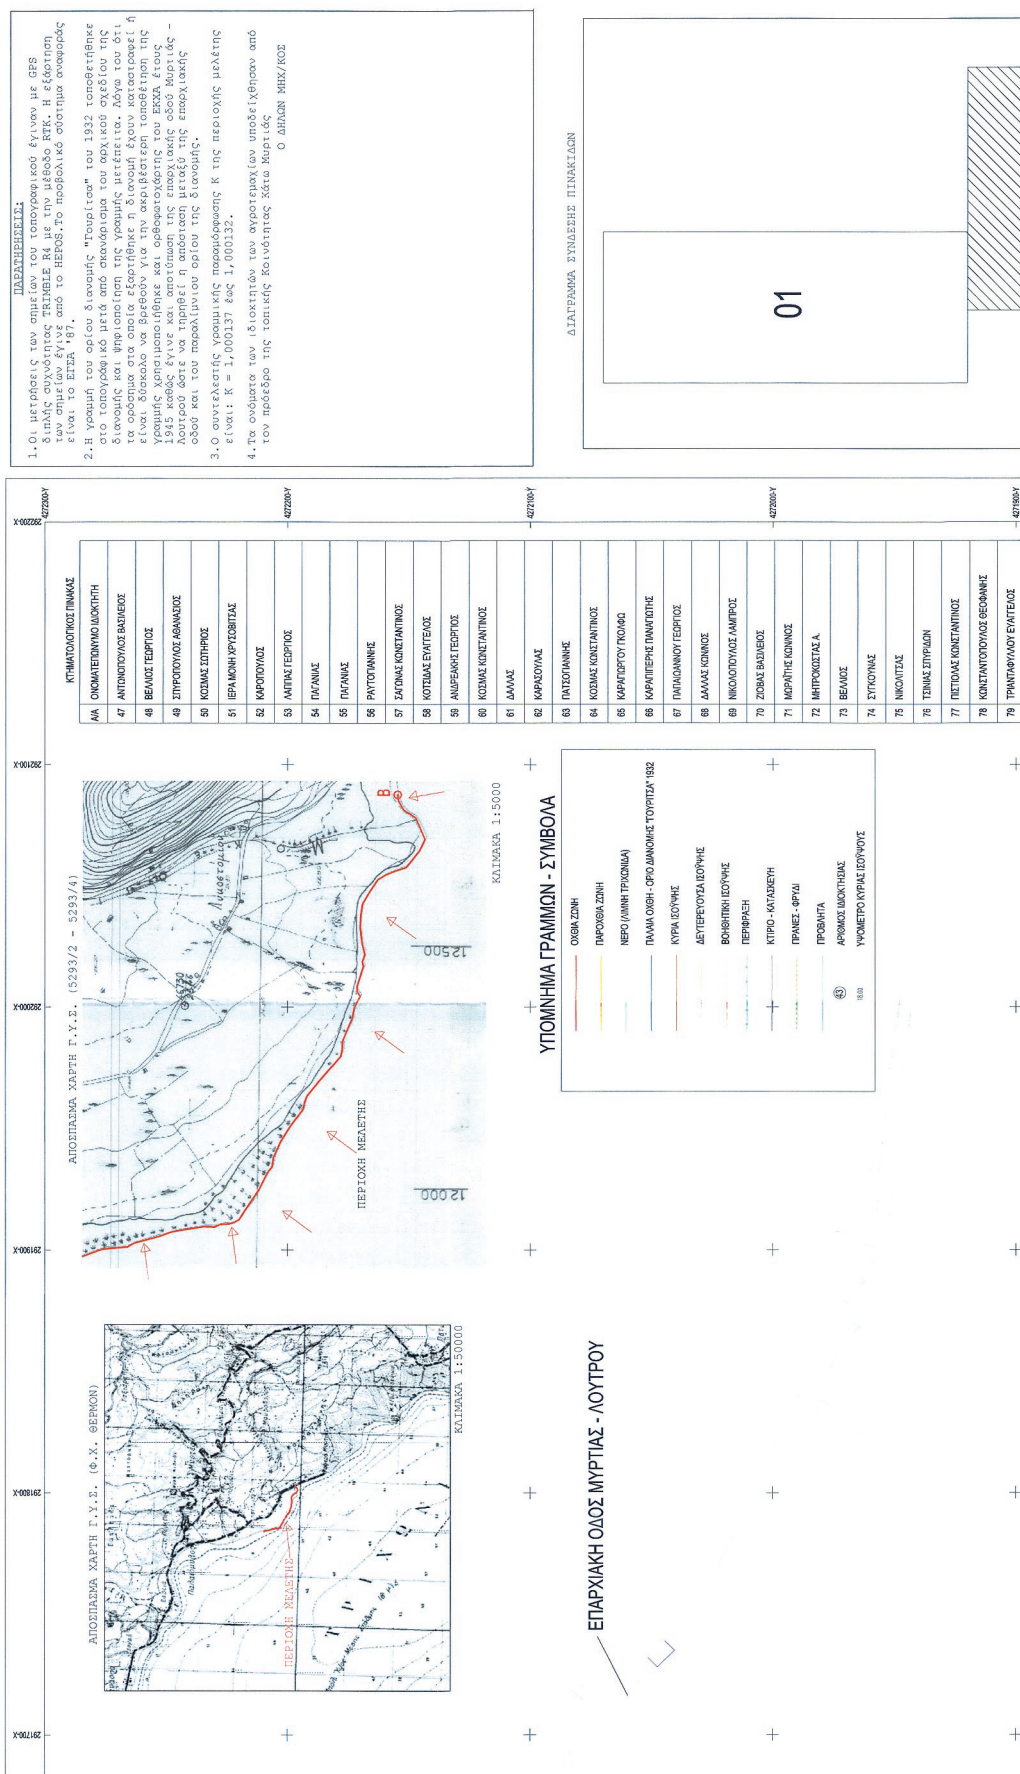 ΠΑΡΑΤΗΡΗΣΕΙΣ:
1.Οι μετρήσεις των σημείων του τοπογραφικού έγιναν με GPS
διπλής συχνότητας TRIMBLE R4 με την μέθοδο RTK. Η εξάρτηση
των σημείων έγινε από το HEPOS.Το προβολικό σύστημα αναφοράς
είναι το ΕΓΣΑ '87.
2.Η γραμμή του ορίου διανομής "Γουρίτσα" του 1932 τοποθετήθηκε
στο τοπογραφικό μετά από σκανάρισμα του αρχικού σχεδίου της
διανομής και ψηφιοποίηση της γραμμής μετέπειτα. Λόγω του ότι
τα ορόσημα στα οποία εξαρτήθηκε η διανομή έχουν καταστραφεί ή
είναι δύσκολο να βρεθούν για την ακριβέστερη τοποθέτηση της
γραμμής χρησιμοποιήθηκε και ορθοφωτοχάρτης του ΕΚΧΑ έτους
1945 καθώς έγινε και αποτύπωση της επαρχιακής οδού Μυρτιάς –
Λουτρού ώστε να τηρηθεί η απόσταση μεταξύ της επαρχιακής
οδού και του παραλίμνιου ορίου της διανομής.
3.Ο συντελεστής γραμμικής παραμόρφωσης Κ της περιοχής μελέτης
είναι: Κ = 1,000137 έως 1,000132.
4.Τα ονόματα των ιδιοκτητών των αγροτεμαχίων υποδείχθησαν από
τον πρόεδρο της τοπικής Κοινότητας Κάτω Μυρτιάς
Ο ΔΗΛΩΝ ΜΗΧ/ΚΟΣ
ΔΙΑΓΡΑΜΜΑ ΣΥΝΔΕΣΗΣ ΠΙΝΑΚΙΔΩΝ
01
292200-X
292100-X
292000-X
291900-X
291800-X
291700-X
4272300-Y
4272200-Y
4272100-Y
4272000-Y
4271900-Y
ΚΤΗΜΑΤΟΛΟΓΙΚΟΣ ΠΙΝΑΚΑΣ
Α/Α ΟΝΟΜΑΤΕΠΩΝΥΜΟ ΙΔΙΟΚΤΗΤΗ
47 ΑΝΤΩΝΟΠΟΥΛΟΣ ΒΑΣΙΛΕΙΟΣ
48 ΒΕΛΛΙΟΣ ΓΕΩΡΓΙΟΣ
49 ΣΠΥΡΟΠΟΥΛΟΣ ΑΘΑΝΑΣΙΟΣ
50 ΚΟΣΜΑΣ ΣΩΤΗΡΙΟΣ
51 ΙΕΡΑ ΜΟΝΗ ΧΡΥΣΟΒΙΤΣΑΣ
52 ΚΑΡΟΠΟΥΛΟΣ
53 ΛΑΠΠΑΣ ΓΕΩΡΓΙΟΣ
54 ΠΑΓΑΝΙΑΣ
55 ΠΑΓΑΝΙΑΣ
56 ΡΑΥΤΟΓΙΑΝΝΗΣ
57 ΣΑΓΩΝΑΣ ΚΩΝΣΤΑΝΤΙΝΟΣ
58 ΚΟΤΣΙΔΑΣ ΕΥΑΓΓΕΛΟΣ
59 ΑΝΔΡΕΑΚΗΣ ΓΕΩΡΓΙΟΣ
60 ΚΟΣΜΑΣ ΚΩΝΣΤΑΝΤΙΝΟΣ
61 ΔΑΛΛΑΣ
62 ΚΑΡΑΣΟΥΛΑΣ
63 ΠΑΤΣΟΓΙΑΝΝΗΣ
64 ΚΟΣΜΑΣ ΚΩΝΣΤΑΝΤΙΝΟΣ
65 ΚΑΡΑΓΙΩΡΓΟΥ ΓΚΟΛΦΩ
66 ΚΑΡΑΠΙΠΕΡΗΣ ΠΑΝΑΓΙΩΤΗΣ
67 ΠΑΠΑΙΩΑΝΝΟΥ ΓΕΩΡΓΙΟΣ
68 ΔΑΛΛΑΣ ΚΩΝ/ΝΟΣ
69 ΝΙΚΟΛΟΠΟΥΛΟΣ ΛΑΜΠΡΟΣ
70 ΖΟΒΑΣ ΒΑΣΙΛΕΙΟΣ
71 ΜΩΡΑΪΤΗΣ ΚΩΝ/ΝΟΣ
72 ΜΗΤΡΟΚΩΣΤΑΣ Α.
73 ΒΕΛΛΙΟΣ
74 ΣΥΓΚΟΥΝΑΣ
75 ΝΙΚΟΛΙΤΣΑΣ
76 ΤΣΙΝΙΑΣ ΣΠΥΡΙΔΩΝ
77 ΠΙΣΤΙΟΛΑΣ ΚΩΝΣΤΑΝΤΙΝΟΣ
78 ΚΩΝΣΤΑΝΤΟΠΟΥΛΟΣ ΘΕΟΦΑΝΗΣ
79 ΤΡΙΑΝΤΑΦΥΛΛΟΥ ΕΥΑΓΓΕΛΟΣ
ΑΠΟΣΠΑΣΜΑ ΧΑΡΤΗ Γ.Υ.Σ. (5293/2 - 5293/4)
B
12500
12000
ΠΕΡΙΟΧΗ ΜΕΛΕΤΗΣ
ΚΛΙΜΑΚΑ 1:5000
ΥΠΟΜΝΗΜΑ ΓΡΑΜΜΩΝ - ΣΥΜΒΟΛΑ
ΟΧΘΙΑ ΖΩΝΗ
ΠΑΡΟΧΘΙΑ ΖΩΝΗ
ΝΕΡΟ (ΛΙΜΝΗ ΤΡΙΧΩΝΙΔΑ)
ΠΑΛΑΙΑ ΟΧΘΗ - ΟΡΙΟ ΔΙΑΝΟΜΗΣ "ΓΟΥΡΙΤΣΑ" 1932
ΚΥΡΙΑ ΙΣΟΫΨΗΣ
ΔΕΥΤΕΡΕΥΟΥΣΑ ΙΣΟΫΨΗΣ
ΒΟΗΘΗΤΙΚΗ ΙΣΟΫΨΗΣ
ΠΕΡΙΦΡΑΞΗ
ΚΤΙΡΙΟ - ΚΑΤΑΣΚΕΥΗ
ΠΡΑΝΕΣ - ΦΡΥΔΙ
ΠΡΟΒΛΗΤΑ
43 ΑΡΙΘΜΟΣ ΙΔΙΟΚΤΗΣΙΑΣ
18.00 ΥΨΟΜΕΤΡΟ ΚΥΡΙΑΣ ΙΣΟΫΨΟΥΣ
ΑΠΟΣΠΑΣΜΑ ΧΑΡΤΗ Γ.Υ.Σ. (Φ.Χ. ΘΕΡΜΟΝ)
ΠΕΡΙΟΧΗ ΜΕΛΕΤΗΣ
Τ Ρ Ι Χ Ω Ν
ΚΛΙΜΑΚΑ 1:50000
ΕΠΑΡΧΙΑΚΗ ΟΔΟΣ ΜΥΡΤΙΑΣ - ΛΟΥΤΡΟΥ